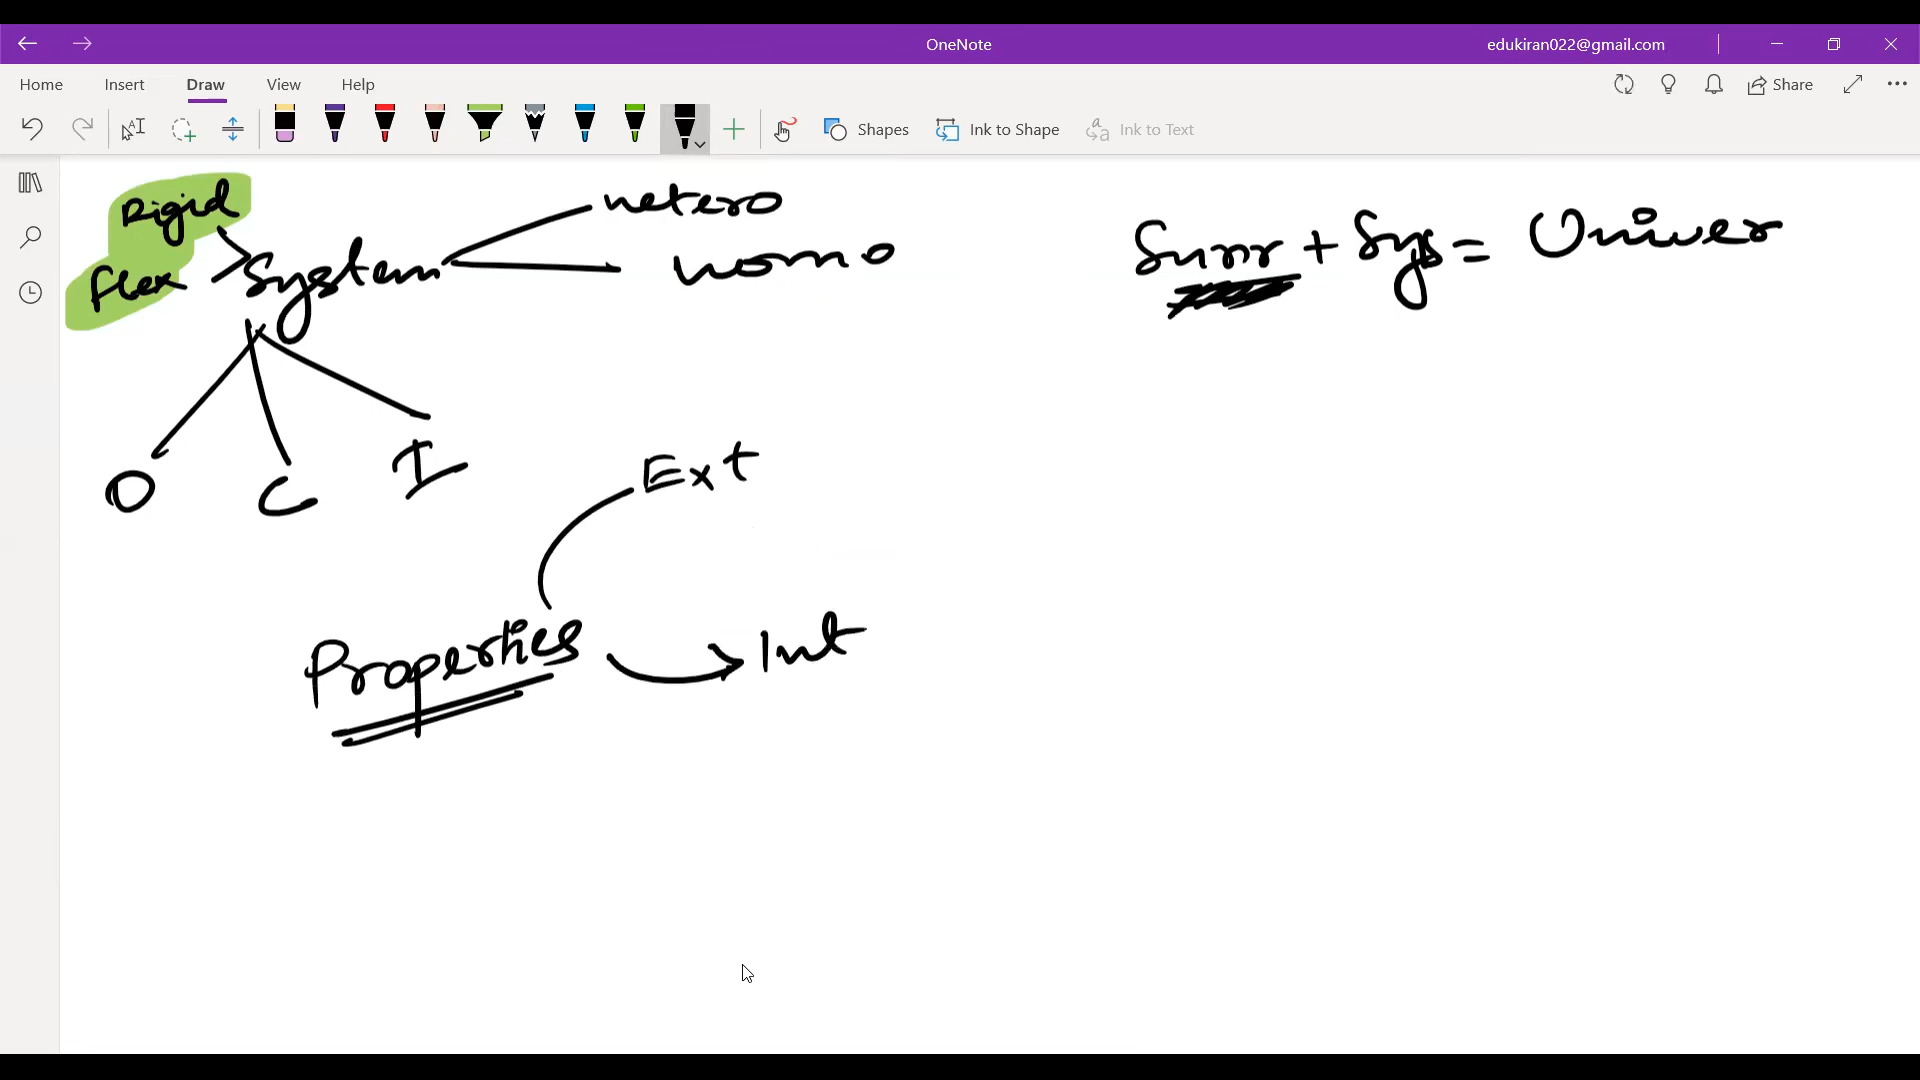 OneNote
edukiran022@gmail.com
Home Insert Draw View Help
Share
Shapes
Ink to Shape
Ink to Text
Rigid
flex
System
hetero
homo
Surr + Sys = Univer
O C I
Ext
Properties
Int